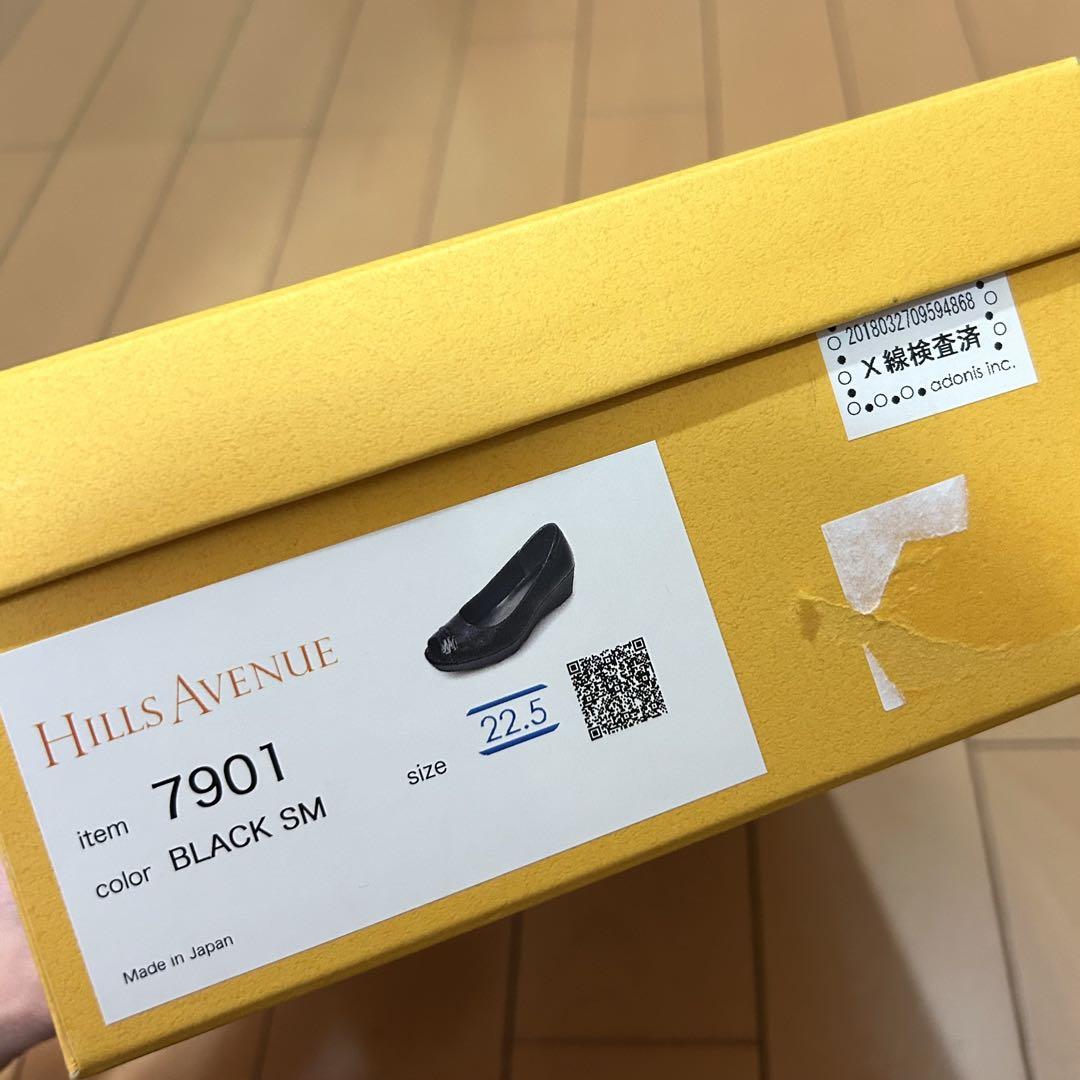 2018032709594868
X線検査済
adonis inc.
HILLS AVENUE
item 7901
color BLACK SM
size 22.5
Made in Japan